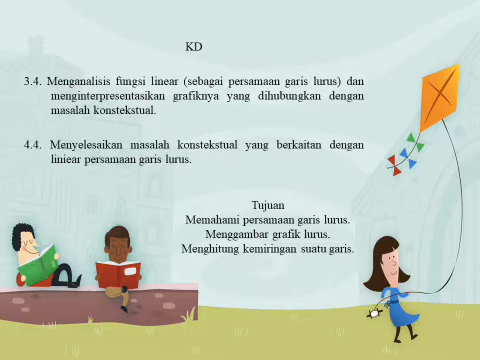 KD
3.4. Menganalisis fungsi linear (sebagai persamaan garis lurus) dan
menginterpresentasikan grafiknya yang dihubungkan dengan
masalah konstekstual.
4.4. Menyelesaikan masalah konstekstual yang berkaitan dengan
liniear persamaan garis lurus.
Tujuan
Memahami persamaan garis lurus.
Menggambar grafik lurus.
Menghitung kemiringan suatu garis.